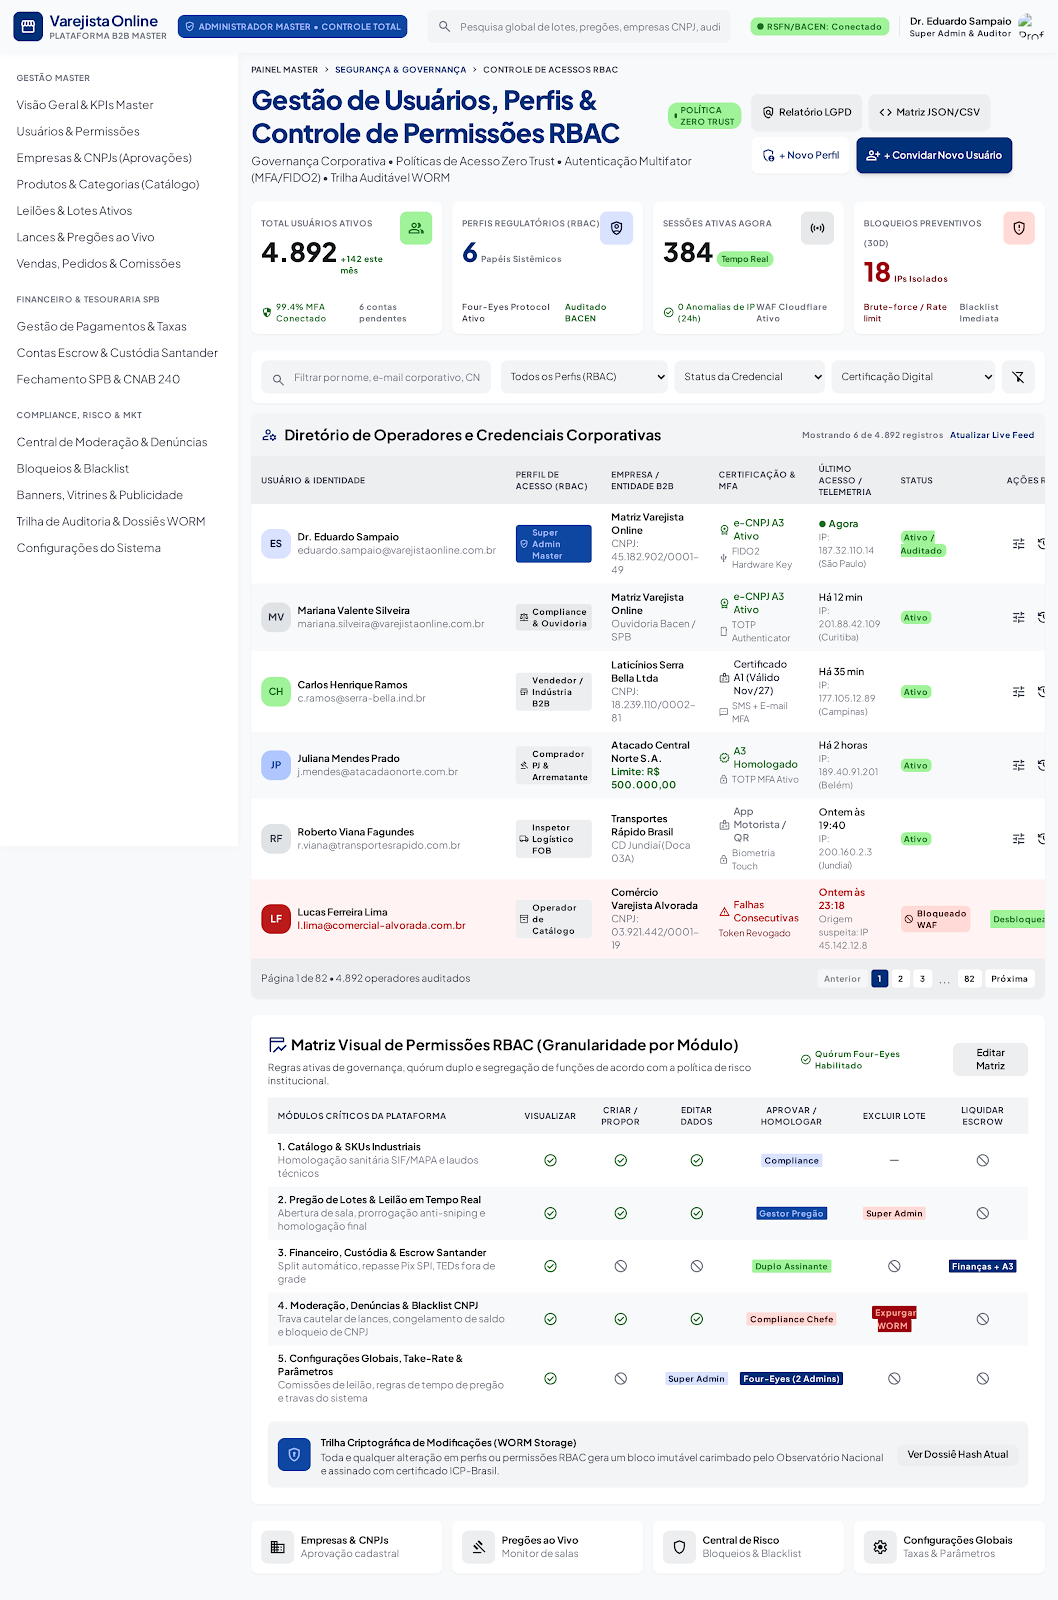 Varejista Online
PLATAFORMA B2B MASTER
ADMINISTRADOR MASTER • CONTROLE TOTAL
Pesquisa global de lotes, pregões, empresas CNPJ, audi
RSFN/BACEN: Conectado
Dr. Eduardo Sampaio
Super Admin & Auditor
GESTÃO MASTER
Visão Geral & KPIs Master
Usuários & Permissões
Empresas & CNPJs (Aprovações)
Produtos & Categorias (Catálogo)
Leilões & Lotes Ativos
Lances & Pregões ao Vivo
Vendas, Pedidos & Comissões
FINANCEIRO & TESOURARIA SPB
Gestão de Pagamentos & Taxas
Contas Escrow & Custódia Santander
Fechamento SPB & CNAB 240
COMPLIANCE, RISCO & MKT
Central de Moderação & Denúncias
Bloqueios & Blacklist
Banners, Vitrines & Publicidade
Trilha de Auditoria & Dossiês WORM
Configurações do Sistema
PAINEL MASTER > SEGURANÇA & GOVERNANÇA > CONTROLE DE ACESSOS RBAC
Gestão de Usuários, Perfis &
Controle de Permissões RBAC
POLÍTICA
ZERO TRUST
Governança Corporativa • Políticas de Acesso Zero Trust • Autenticação Multifator
(MFA/FIDO2) • Trilha Auditável WORM
Relatório LGPD
Matriz JSON/CSV
+ Novo Perfil
+ Convidar Novo Usuário
TOTAL USUÁRIOS ATIVOS
4.892 +142 este
mês
99.4% MFA
Conectado
6 contas
pendentes
PERFIS REGULATÓRIOS (RBAC)
6 Papéis Sistêmicos
Four-Eyes Protocol
Ativo
Auditado
BACEN
SESSÕES ATIVAS AGORA
384 Tempo Real
0 Anomalias de IP
(24h)
WAF Cloudflare
Ativo
BLOQUEIOS PREVENTIVOS
(30D)
18 IPs Isolados
Brute-force / Rate
limit
Blacklist
Imediata
Filtrar por nome, e-mail corporativo, CN
Todos os Perfis (RBAC)
Status da Credencial
Certificação Digital
Diretório de Operadores e Credenciais Corporativas
Mostrando 6 de 4.892 registros
Atualizar Live Feed
USUÁRIO & IDENTIDADE
PERFIL DE
ACESSO (RBAC)
EMPRESA /
ENTIDADE B2B
CERTIFICAÇÃO &
MFA
ÚLTIMO
ACESSO /
TELEMETRIA
STATUS
AÇÕES R
ES
Dr. Eduardo Sampaio
eduardo.sampaio@varejistaonline.com.br
Super
Admin
Master
Matriz Varejista
Online
CNPJ:
45.182.902/0001-
49
e-CNPJ A3
Ativo
FIDO2
Hardware Key
Agora
IP:
187.32.110.14
(São Paulo)
Ativo /
Auditado
MV
Mariana Valente Silveira
mariana.silveira@varejistaonline.com.br
Compliance
& Ouvidoria
Matriz Varejista
Online
Ouvidoria Bacen /
SPB
e-CNPJ A3
Ativo
TOTP
Authenticator
Há 12 min
IP:
201.88.42.109
(Curitiba)
Ativo
CH
Carlos Henrique Ramos
c.ramos@serra-bella.ind.br
Vendedor /
Indústria
B2B
Laticínios Serra
Bella Ltda
CNPJ:
18.239.110/0002-
81
Certificado
A1 (Válido
Nov/27)
SMS + E-mail
MFA
Há 35 min
IP:
177.105.12.89
(Campinas)
Ativo
JP
Juliana Mendes Prado
j.mendes@atacadaonorte.com.br
Comprador
PJ &
Arrematante
Atacado Central
Norte S.A.
Limite: R$
500.000,00
A3
Homologado
TOTP MFA Ativo
Há 2 horas
IP:
189.40.91.201
(Belém)
Ativo
RF
Roberto Viana Fagundes
r.viana@transportesrapido.com.br
Inspetor
Logístico
FOB
Transportes
Rápido Brasil
CD Jundiaí (Doca
03A)
App
Motorista /
QR
Biometria
Touch
Ontem às
19:40
IP:
200.160.2.3
(Jundiaí)
Ativo
LF
Lucas Ferreira Lima
l.lima@comercial-alvorada.com.br
Operador
de
Catálogo
Comércio
Varejista Alvorada
CNPJ:
03.921.442/0001-
19
Falhas
Consecutivas
Token Revogado
Ontem às
23:18
Origem
suspeita: IP
45.142.12.8
Bloqueado
WAF
Desbloquea
Página 1 de 82 • 4.892 operadores auditados
Anterior 1 2 3 ... 82 Próxima
Matriz Visual de Permissões RBAC (Granularidade por Módulo)
Regras ativas de governança, quórum duplo e segregação de funções de acordo com a política de risco
institucional.
Quórum Four-Eyes
Habilitado
Editar
Matriz
MÓDULOS CRÍTICOS DA PLATAFORMA
VISUALIZAR
CRIAR /
PROPOR
EDITAR
DADOS
APROVAR /
HOMOLOGAR
EXCLUIR LOTE
LIQUIDAR
ESCROW
1. Catálogo & SKUs Industriais
Homologação sanitária SIF/MAPA e laudos
técnicos
Compliance
—
2. Pregão de Lotes & Leilão em Tempo Real
Abertura de sala, prorrogação anti-sniping e
homologação final
Gestor Pregão
Super Admin
3. Financeiro, Custódia & Escrow Santander
Split automático, repasse Pix SPI, TEDs fora de
grade
Duplo Assinante
Finanças + A3
4. Moderação, Denúncias & Blacklist CNPJ
Trava cautelar de lances, congelamento de saldo
e bloqueio de CNPJ
Compliance Chefe
Expurgar
WORM
5. Configurações Globais, Take-Rate &
Parâmetros
Comissões de leilão, regras de tempo de pregão
e travas do sistema
Super Admin
Four-Eyes (2 Admins)
Trilha Criptográfica de Modificações (WORM Storage)
Toda e qualquer alteração em perfis ou permissões RBAC gera um bloco imutável carimbado pelo Observatório Nacional
e assinado com certificado ICP-Brasil.
Ver Dossiê Hash Atual
Empresas & CNPJs
Aprovação cadastral
Pregões ao Vivo
Monitor de salas
Central de Risco
Bloqueios & Blacklist
Configurações Globais
Taxas & Parâmetros